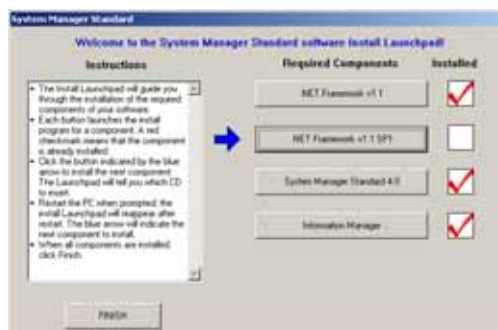 System Manager Standard
Welcome to the System Manager Standard software Install Launchpad!
Instructions
• The Install Launchpad will guide you
through the installation of the required
components of your software.
• Each button launches the install
program for a component. A red
checkmark means that the component
is already installed.
• Click the button indicated by the blue
arrow to install the next component.
The Launchpad will tell you which CD
to insert.
• Restart the PC when prompted; the
Install Launchpad will reappear after
restart. The blue arrow will indicate the
next component to install.
• When all components are installed,
click Finish.
FINISH
Required Components
Installed
.NET Framework v1.1
.NET Framework v1.1 SP1
System Manager Standard 4.0
Information Manager